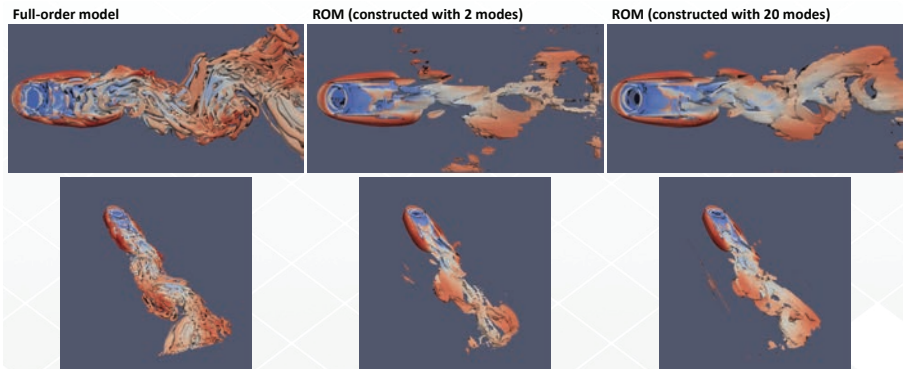 Full-order model
ROM (constructed with 2 modes)
ROM (constructed with 20 modes)